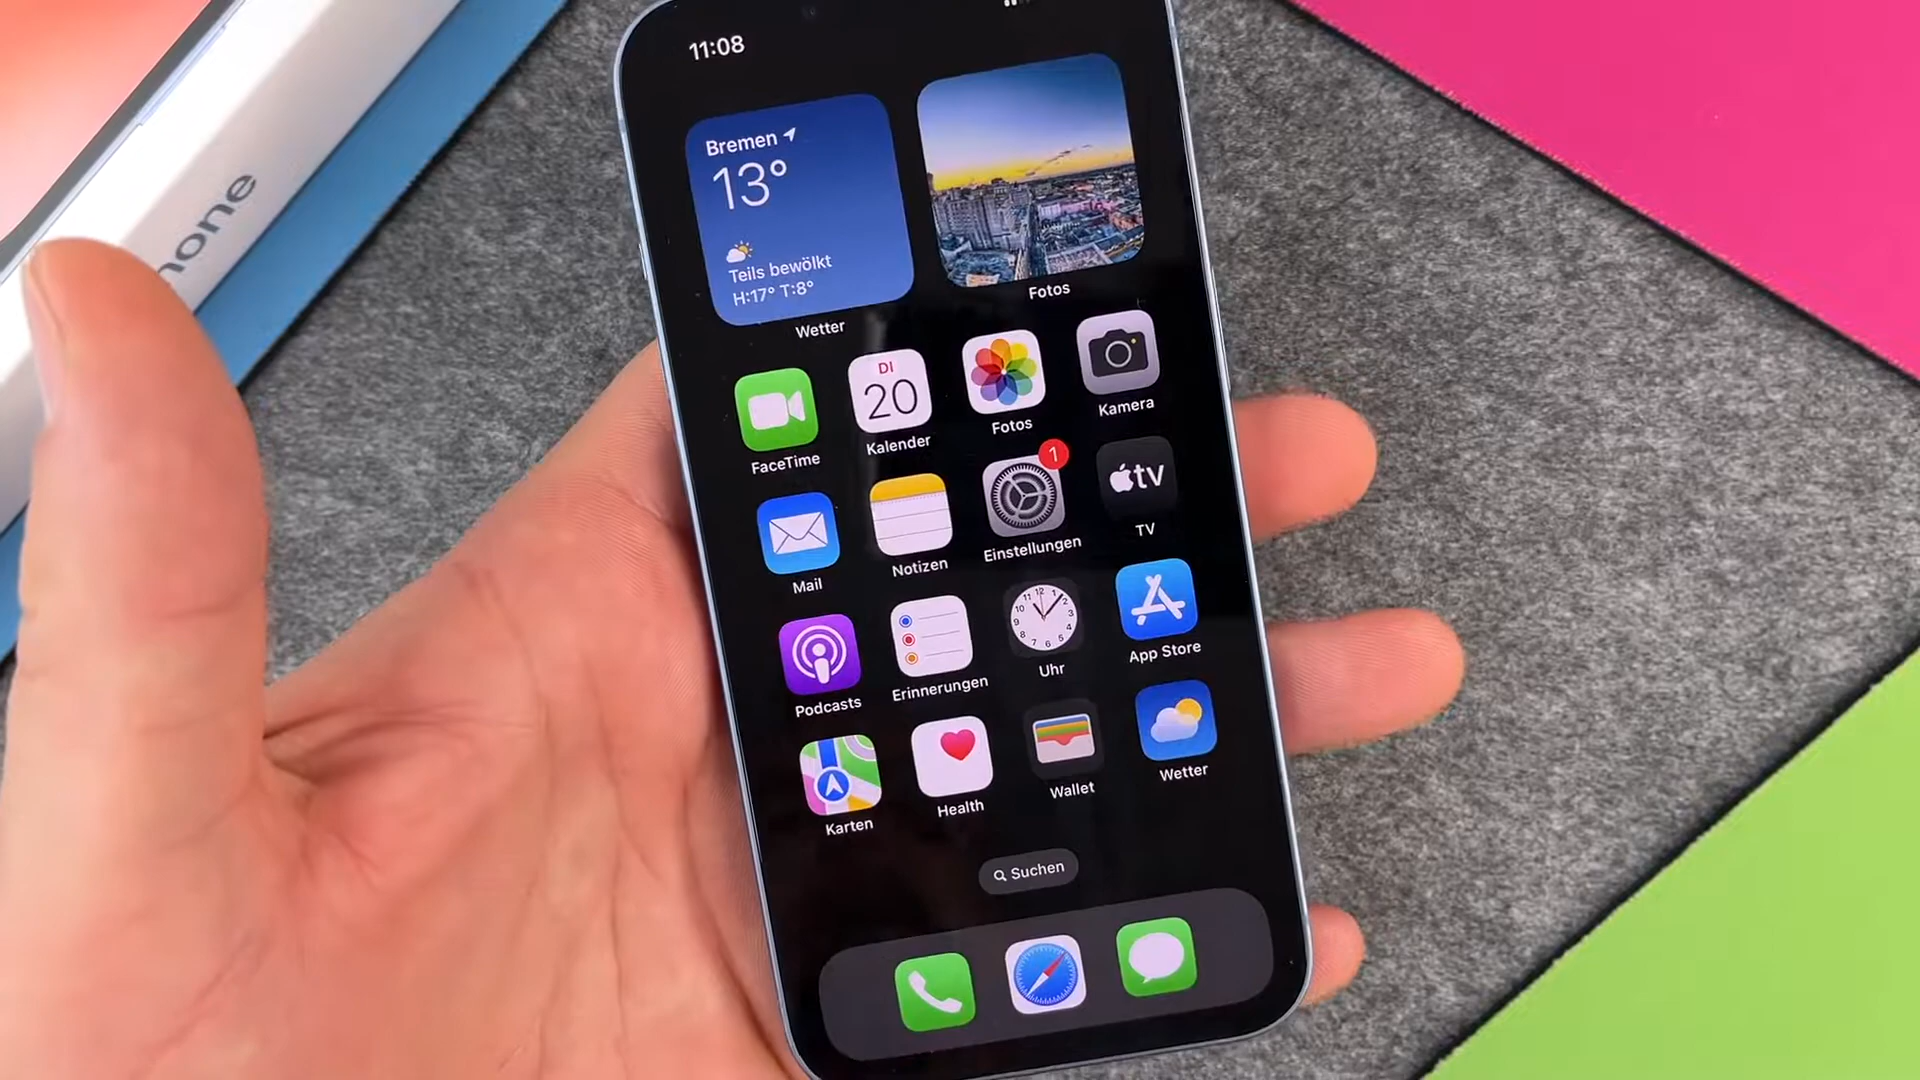 hone
11:08
Bremen
13°
Teils bewölkt
H:17° T:8°
Wetter
Fotos
FaceTime
DI
20
Kalender
Fotos
Kamera
Mail
Notizen
1
Einstellungen
tv
TV
Podcasts
Erinnerungen
Uhr
App Store
Karten
Health
Wallet
Wetter
Suchen